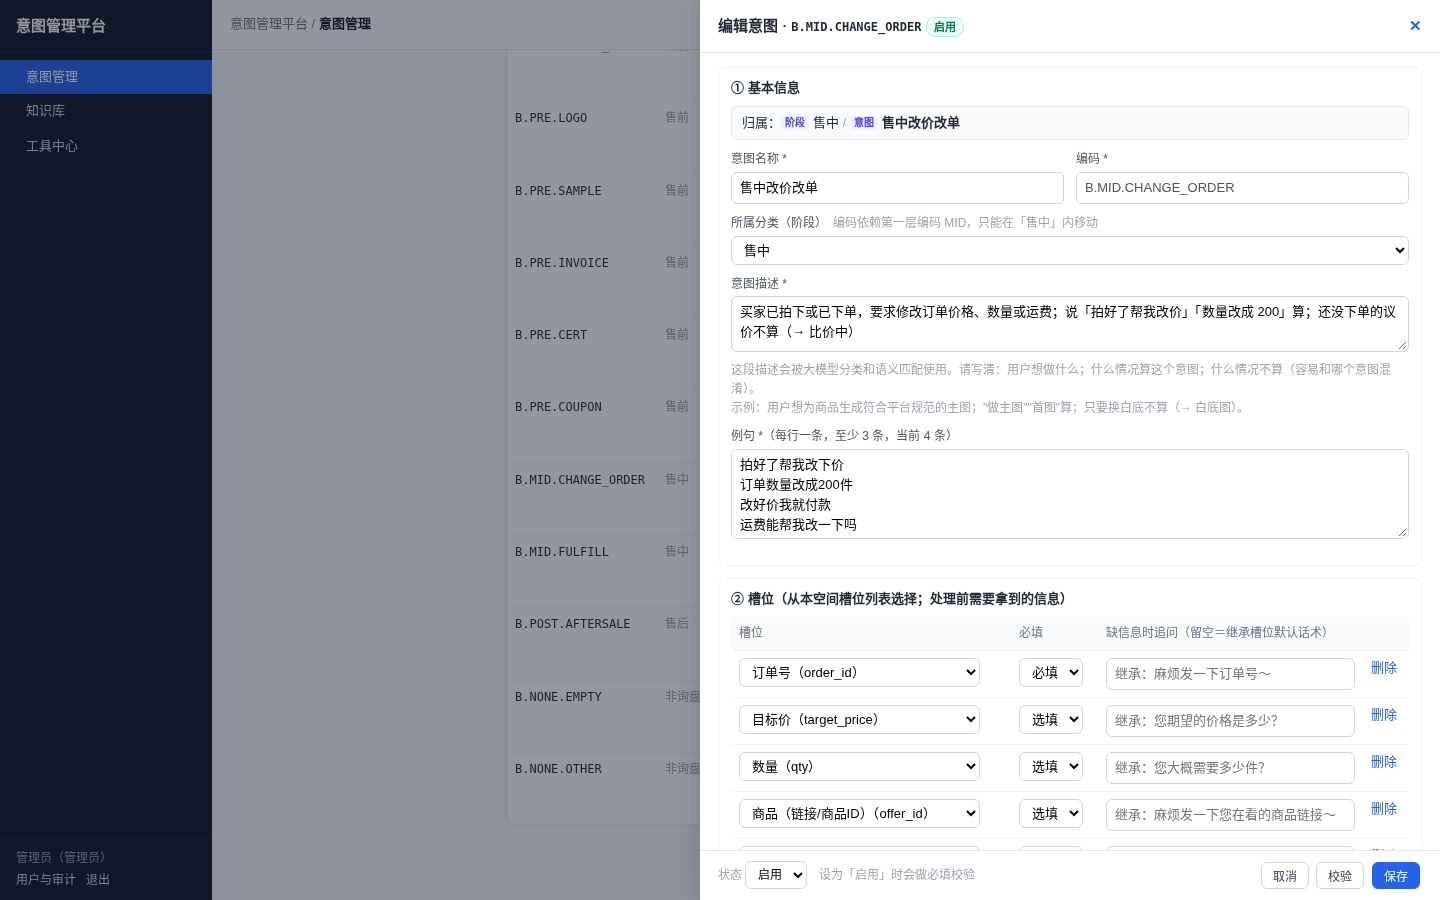 意图管理平台
意图管理
知识库
工具中心
管理员（管理员）
用户与审计 退出
意图管理平台 / 意图管理
B.PRE.LOGO 售前
B.PRE.SAMPLE 售前
B.PRE.INVOICE 售前
B.PRE.CERT 售前
B.PRE.COUPON 售前
B.MID.CHANGE_ORDER 售中
B.MID.FULFILL 售中
B.POST.AFTERSALE 售后
B.NONE.EMPTY 非询盘
B.NONE.OTHER 非询盘
编辑意图 · B.MID.CHANGE_ORDER 启用 ×
① 基本信息
归属： 阶段 售中 / 意图 售中改价改单
意图名称 * 编码 *
售中改价改单 B.MID.CHANGE_ORDER
所属分类（阶段） 编码依赖第一层编码 MID，只能在「售中」内移动
售中
意图描述 *
买家已拍下或已下单，要求修改订单价格、数量或运费；说「拍好了帮我改价」「数量改成 200」算；还没下单的议
价不算（→ 比价中）
这段描述会被大模型分类和语义匹配使用。请写清：用户想做什么；什么情况算这个意图；什么情况不算（容易和哪个意图混
淆）。
示例：用户想为商品生成符合平台规范的主图；"做主图""首图"算；只要换白底不算（→ 白底图）。
例句 *（每行一条，至少 3 条，当前 4 条）
拍好了帮我改下价
订单数量改成200件
改好价我就付款
运费能帮我改一下吗
② 槽位（从本空间槽位列表选择；处理前需要拿到的信息）
槽位 必填 缺信息时追问（留空＝继承槽位默认话术）
订单号（order_id） 必填 继承：麻烦发一下订单号～ 删除
目标价（target_price） 选填 继承：您期望的价格是多少？ 删除
数量（qty） 选填 继承：您大概需要多少件？ 删除
商品（链接/商品ID）（offer_id） 选填 继承：麻烦发一下您在看的商品链接～ 删除
状态 启用 设为「启用」时会做必填校验 取消 校验 保存